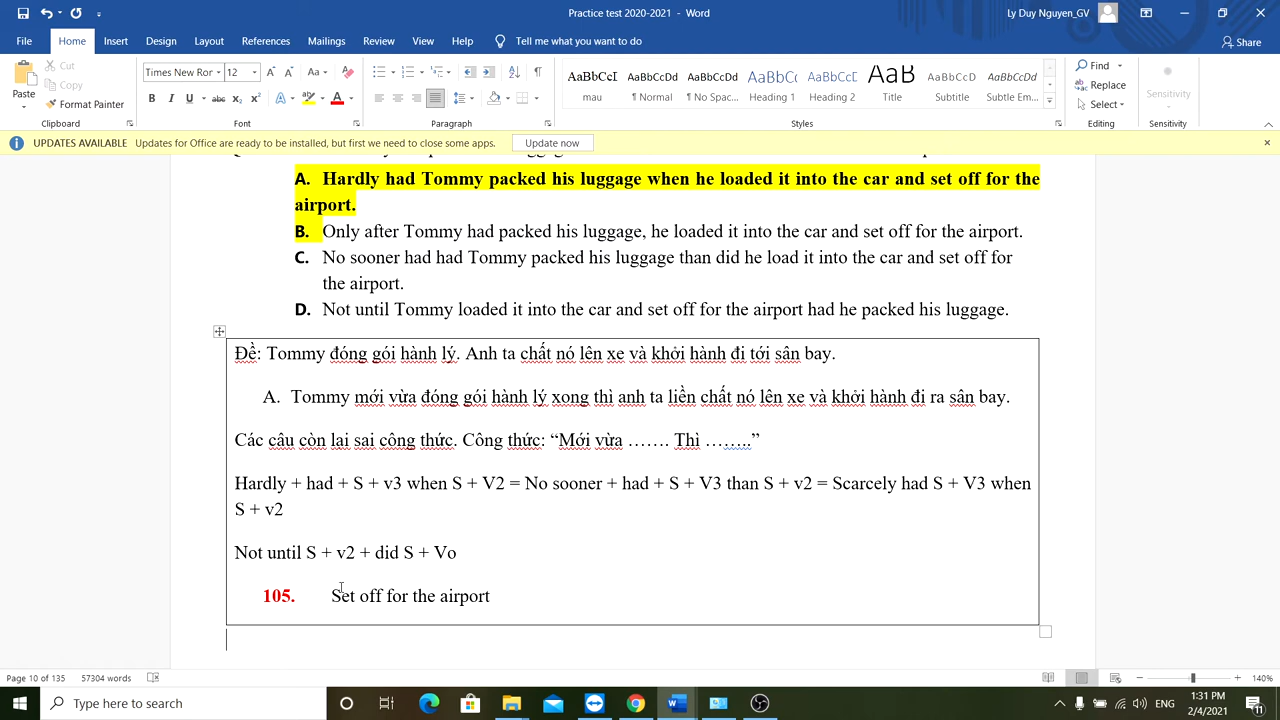 Practice test 2020-2021 - Word
Ly Duy Nguyen_GV
File Home Insert Design Layout References Mailings Review View Help Tell me what you want to do Share
Paste
Cut
Copy
Format Painter
Clipboard
Times New Ror 12
Font
Paragraph
AaBbCcI mau
AaBbCcDd ¶ Normal
AaBbCcDd ¶ No Spac...
AaBbCc Heading 1
AaBbCcD Heading 2
AaB Title
AaBbCcD Subtitle
AaBbCcDd Subtle Em...
Styles
Find
Replace
Select
Editing
Sensitivity
Sensitivity
UPDATES AVAILABLE Updates for Office are ready to be installed, but first we need to close some apps. Update now
A. Hardly had Tommy packed his luggage when he loaded it into the car and set off for the
airport.
B. Only after Tommy had packed his luggage, he loaded it into the car and set off for the airport.
C. No sooner had had Tommy packed his luggage than did he load it into the car and set off for
the airport.
D. Not until Tommy loaded it into the car and set off for the airport had he packed his luggage.
Đề: Tommy đóng gói hành lý. Anh ta chất nó lên xe và khởi hành đi tới sân bay.
A. Tommy mới vừa đóng gói hành lý xong thì anh ta liền chất nó lên xe và khởi hành đi ra sân bay.
Các câu còn lai sai công thức. Công thức: “Mới vừa ……. Thì ……..”
Hardly + had + S + v3 when S + V2 = No sooner + had + S + V3 than S + v2 = Scarcely had S + V3 when
S + v2
Not until S + v2 + did S + Vo
105. Set off for the airport
Page 10 of 135 57304 words 140%
Type here to search
ENG
1:31 PM
2/4/2021